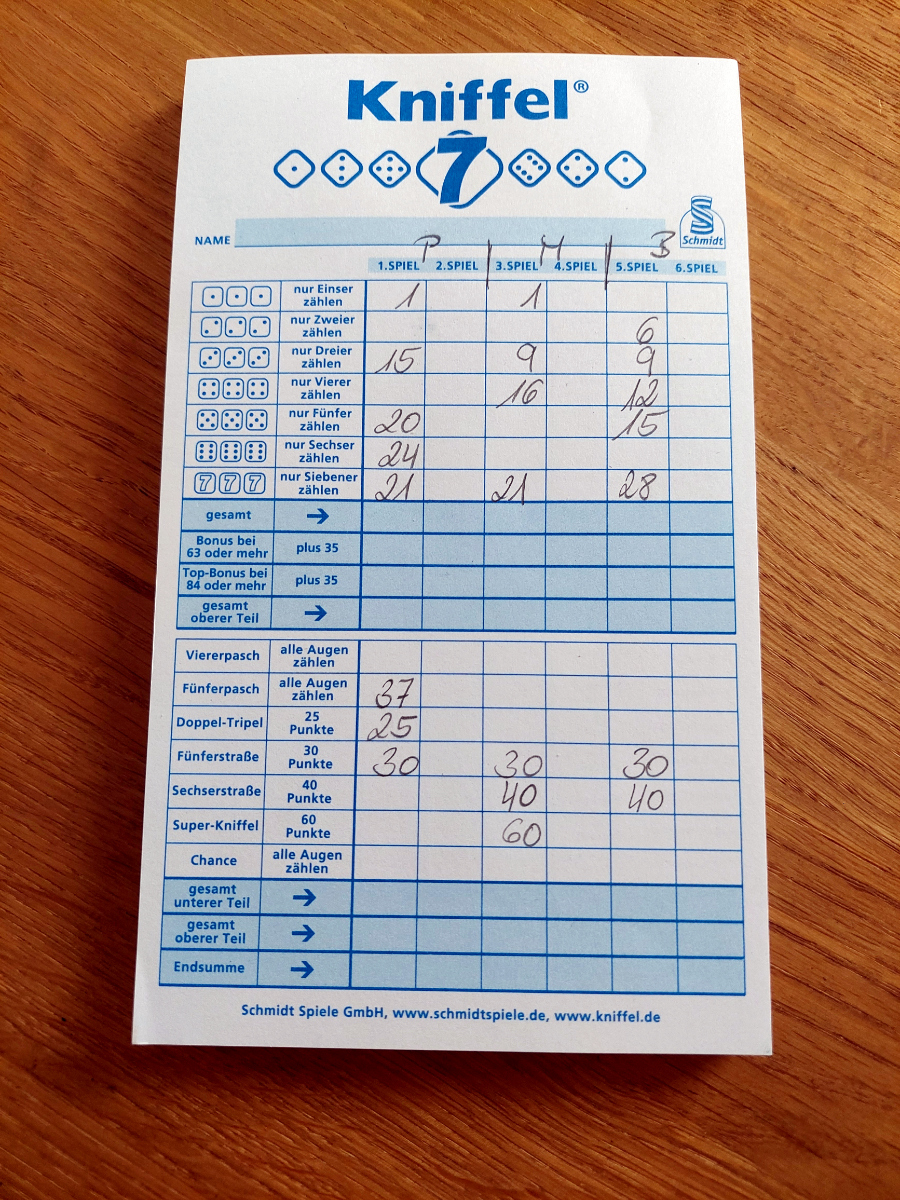 Kniffel®
7
NAME P M B Schmidt
1.SPIEL 2.SPIEL 3.SPIEL 4.SPIEL 5.SPIEL 6.SPIEL
nur Einser zählen 1 1
nur Zweier zählen 6
nur Dreier zählen 15 9 9
nur Vierer zählen 16 12
nur Fünfer zählen 20 15
nur Sechser zählen 24
7 7 7 nur Siebener zählen 21 21 28
gesamt →
Bonus bei 63 oder mehr plus 35
Top-Bonus bei 84 oder mehr plus 35
gesamt oberer Teil →
Viererpasch alle Augen zählen
Fünferpasch alle Augen zählen 37
Doppel-Tripel 25 Punkte 25
Fünferstraße 30 Punkte 30 30 30
Sechserstraße 40 Punkte 40 40
Super-Kniffel 60 Punkte 60
Chance alle Augen zählen
gesamt unterer Teil →
gesamt oberer Teil →
Endsumme →
Schmidt Spiele GmbH, www.schmidtspiele.de, www.kniffel.de